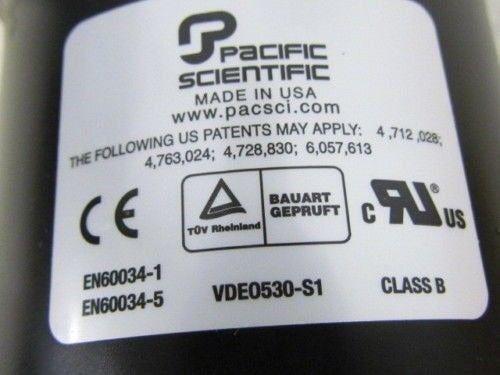 PACIFIC
SCIENTIFIC
MADE IN USA
www.pacsci.com
THE FOLLOWING US PATENTS MAY APPLY: 4,712,028;
4,763,024; 4,728,830; 6,057,613
CE
TÜV Rheinland
BAUART
GEPRUFT
C RU ® US
EN60034-1
EN60034-5
VDE0530-S1
CLASS B